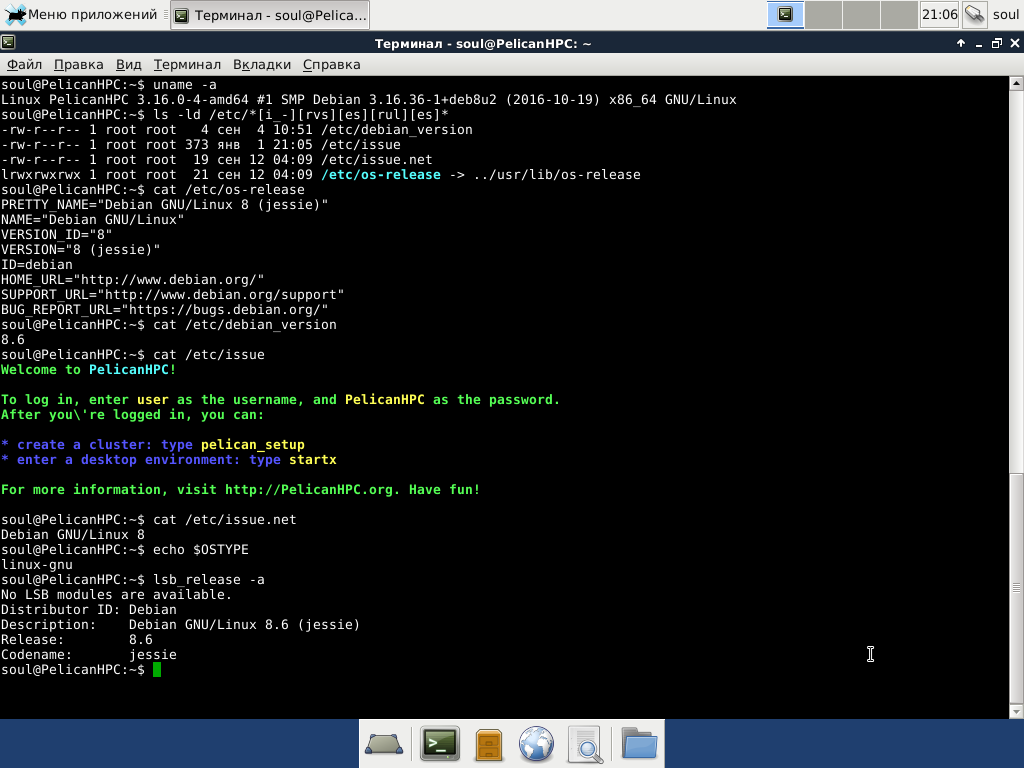 Меню приложений
Терминал - soul@Pelica...
21:06
soul
Терминал - soul@PelicanHPC: ~
Файл Правка Вид Терминал Вкладки Справка
soul@PelicanHPC:~$ uname -a
Linux PelicanHPC 3.16.0-4-amd64 #1 SMP Debian 3.16.36-1+deb8u2 (2016-10-19) x86_64 GNU/Linux
soul@PelicanHPC:~$ ls -ld /etc/*[i_-][rvs][es][rul][es]*
-rw-r--r-- 1 root root   4 сен  4 10:51 /etc/debian_version
-rw-r--r-- 1 root root 373 янв  1 21:05 /etc/issue
-rw-r--r-- 1 root root  19 сен 12 04:09 /etc/issue.net
lrwxrwxrwx 1 root root  21 сен 12 04:09 /etc/os-release -> ../usr/lib/os-release
soul@PelicanHPC:~$ cat /etc/os-release
PRETTY_NAME="Debian GNU/Linux 8 (jessie)"
NAME="Debian GNU/Linux"
VERSION_ID="8"
VERSION="8 (jessie)"
ID=debian
HOME_URL="http://www.debian.org/"
SUPPORT_URL="http://www.debian.org/support"
BUG_REPORT_URL="https://bugs.debian.org/"
soul@PelicanHPC:~$ cat /etc/debian_version
8.6
soul@PelicanHPC:~$ cat /etc/issue
Welcome to PelicanHPC!
To log in, enter user as the username, and PelicanHPC as the password.
After you\'re logged in, you can:
* create a cluster: type pelican_setup
* enter a desktop environment: type startx
For more information, visit http://PelicanHPC.org. Have fun!
soul@PelicanHPC:~$ cat /etc/issue.net
Debian GNU/Linux 8
soul@PelicanHPC:~$ echo $OSTYPE
linux-gnu
soul@PelicanHPC:~$ lsb_release -a
No LSB modules are available.
Distributor ID: Debian
Description:    Debian GNU/Linux 8.6 (jessie)
Release:        8.6
Codename:       jessie
soul@PelicanHPC:~$